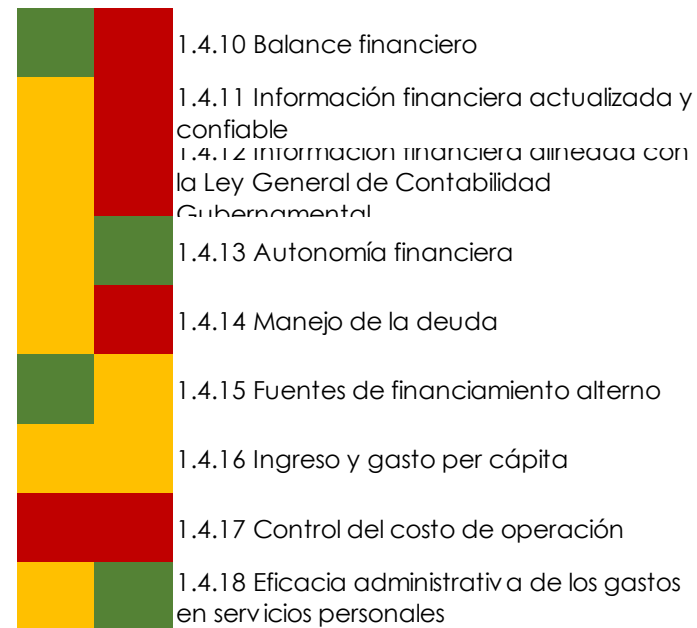 1.4.10 Balance financiero
1.4.11 Información financiera actualizada y
confiable
1.4.12 Información financiera alineada con
la Ley General de Contabilidad
Gubernamental
1.4.13 Autonomía financiera
1.4.14 Manejo de la deuda
1.4.15 Fuentes de financiamiento alterno
1.4.16 Ingreso y gasto per cápita
1.4.17 Control del costo de operación
1.4.18 Eficacia administrativa de los gastos
en servicios personales